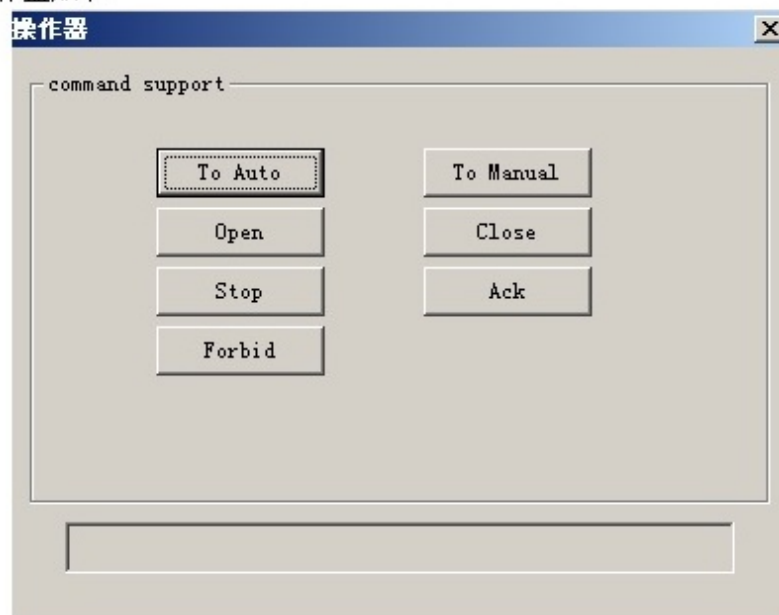 操作器
command support
To Auto
To Manual
Open
Close
Stop
Ack
Forbid